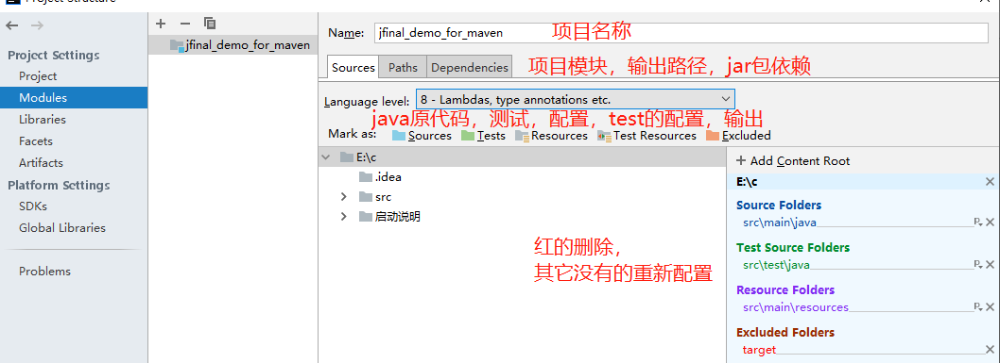 Project Structure
Project Settings
Project
Modules
Libraries
Facets
Artifacts
Platform Settings
SDKs
Global Libraries
Problems
jfinal_demo_for_maven
Name: jfinal_demo_for_maven 项目名称
Sources Paths Dependencies 项目模块，输出路径，jar包依赖
Language level: 8 - Lambdas, type annotations etc.
java原代码，测试，配置，test的配置，输出
Mark as: Sources Tests Resources Test Resources Excluded
E:\c
.idea
src
启动说明
红的删除，
其它没有的重新配置
+ Add Content Root
E:\c
Source Folders
src\main\java
Test Source Folders
src\test\java
Resource Folders
src\main\resources
Excluded Folders
target